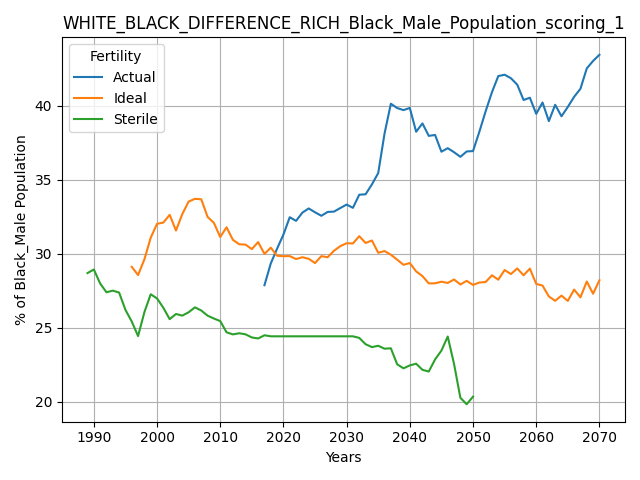 WHITE_BLACK_DIFFERENCE_RICH_Black_Male_Population_scoring_1
Fertility
Actual
Ideal
Sterile
% of Black_Male Population
40
35
30
25
20
1990 2000 2010 2020 2030 2040 2050 2060 2070
Years